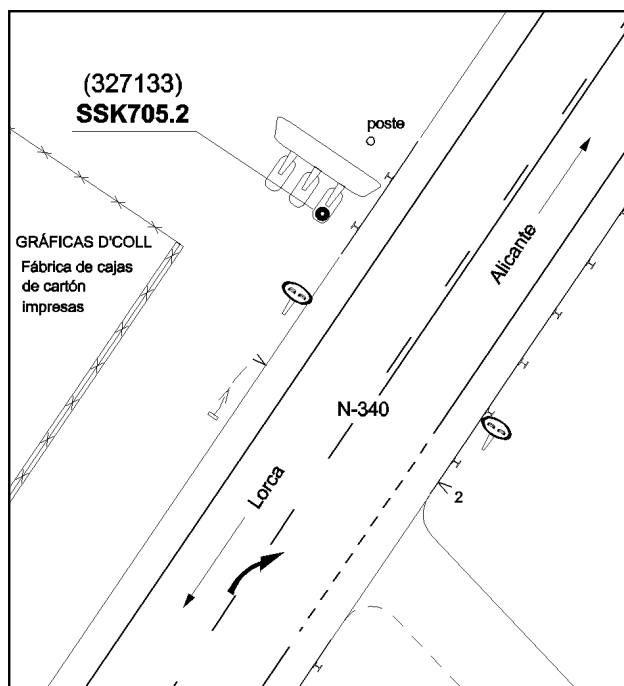 (327133)
SSK705.2
poste
GRÁFICAS D'COLL
Fábrica de cajas
de cartón
impresas
Alicante
N-340
Lorca
2